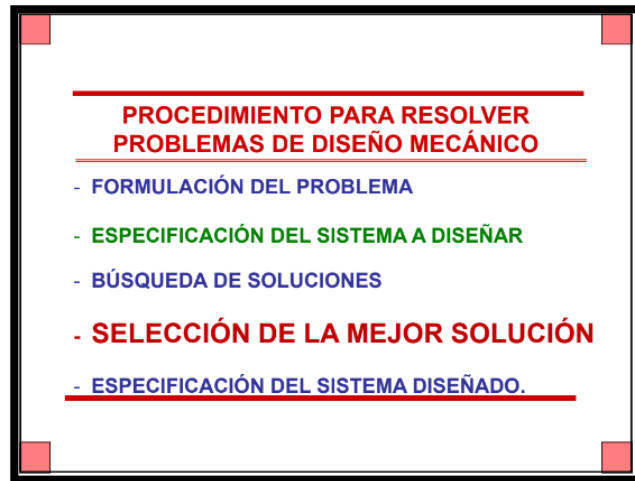 PROCEDIMIENTO PARA RESOLVER
PROBLEMAS DE DISEÑO MECÁNICO
- FORMULACIÓN DEL PROBLEMA
- ESPECIFICACIÓN DEL SISTEMA A DISEÑAR
- BÚSQUEDA DE SOLUCIONES
- SELECCIÓN DE LA MEJOR SOLUCIÓN
- ESPECIFICACIÓN DEL SISTEMA DISEÑADO.